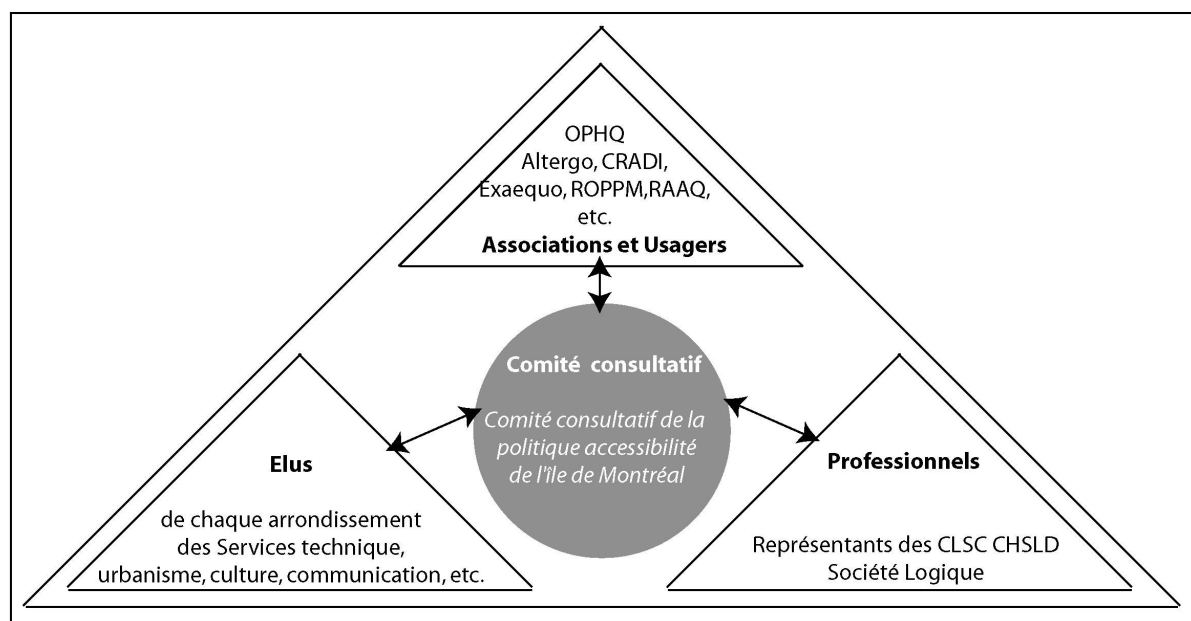 OPHQ
Altergo, CRADI,
Exaequo, ROPPM,RAAQ,
etc.
Associations et Usagers
Comité consultatif
Comité consultatif de la
politique accessibilité
de l'île de Montréal
Elus
de chaque arrondissement
des Services technique,
urbanisme, culture, communication, etc.
Professionnels
Représentants des CLSC CHSLD
Société Logique